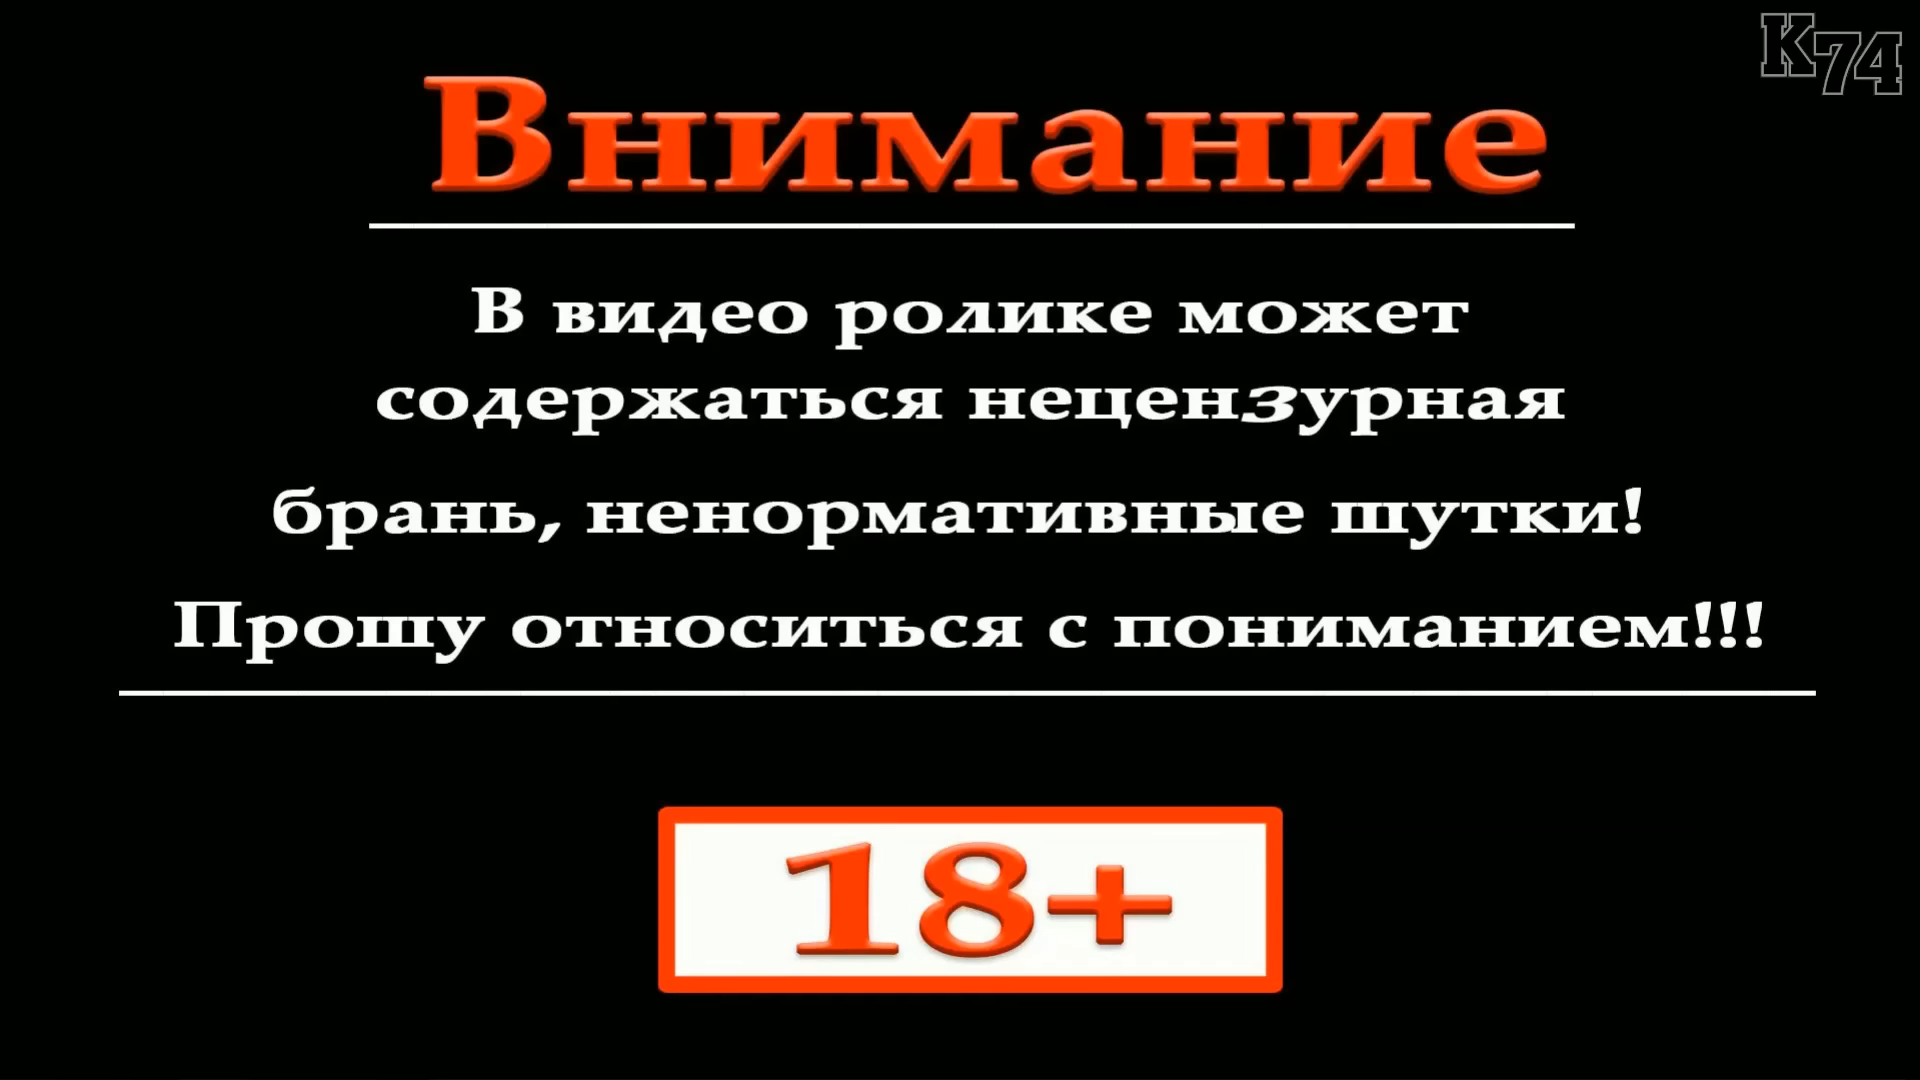 K74
Внимание
В видео ролике может
содержаться нецензурная
брань, ненормативные шутки!
Прошу относиться с пониманием!!!
18+